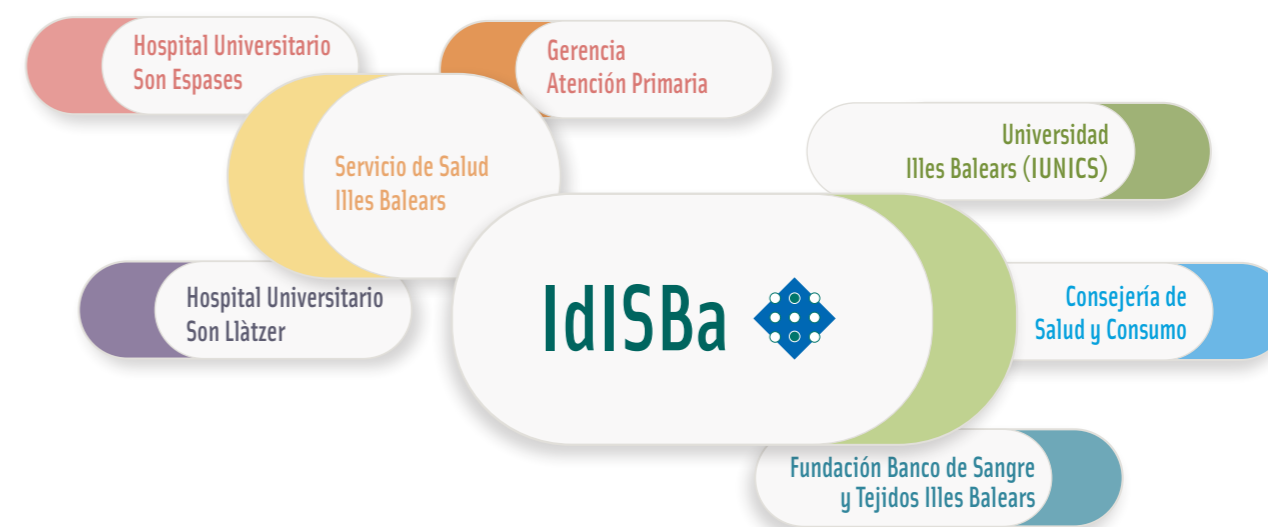 Hospital Universitario
Son Espases
Gerencia
Atención Primaria
Universidad
Illes Balears (IUNICS)
Servicio de Salud
Illes Balears
Hospital Universitario
Son Llàtzer
IdISBa
Consejería de
Salud y Consumo
Fundación Banco de Sangre
y Tejidos Illes Balears